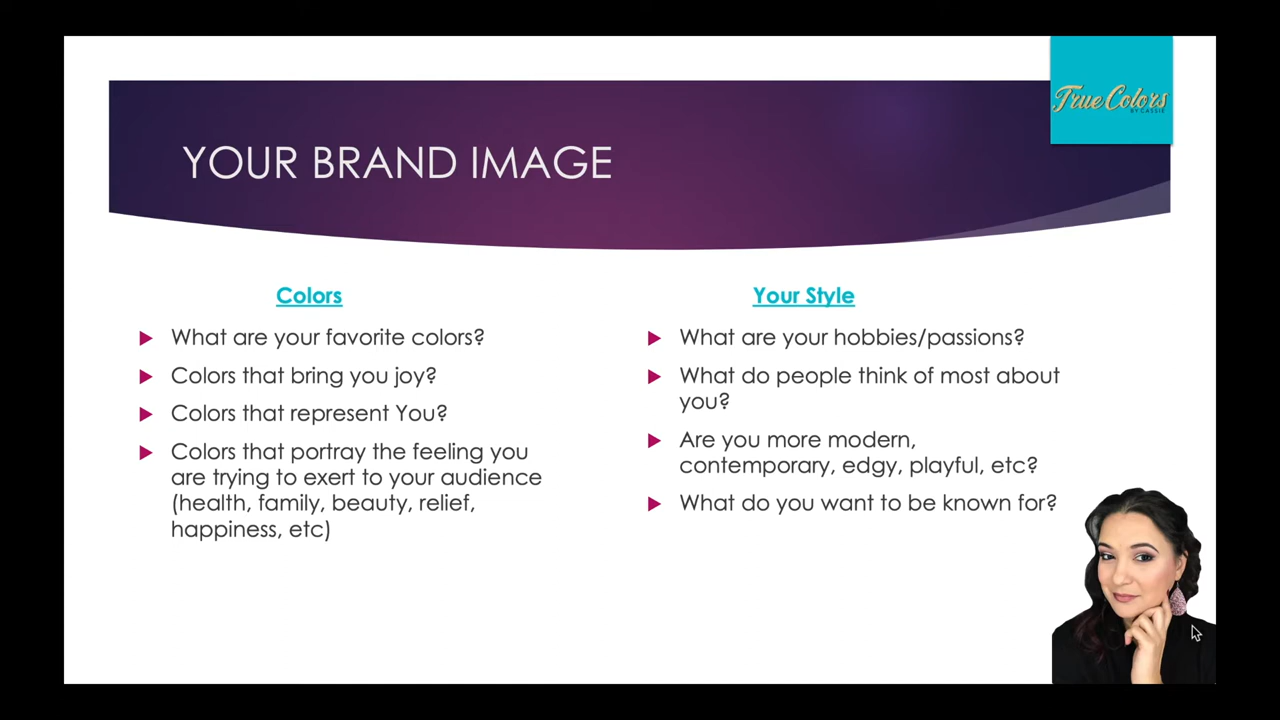 True Colors
BY CASSIE
YOUR BRAND IMAGE
Colors
What are your favorite colors?
Colors that bring you joy?
Colors that represent You?
Colors that portray the feeling you
are trying to exert to your audience
(health, family, beauty, relief,
happiness, etc)
Your Style
What are your hobbies/passions?
What do people think of most about
you?
Are you more modern,
contemporary, edgy, playful, etc?
What do you want to be known for?